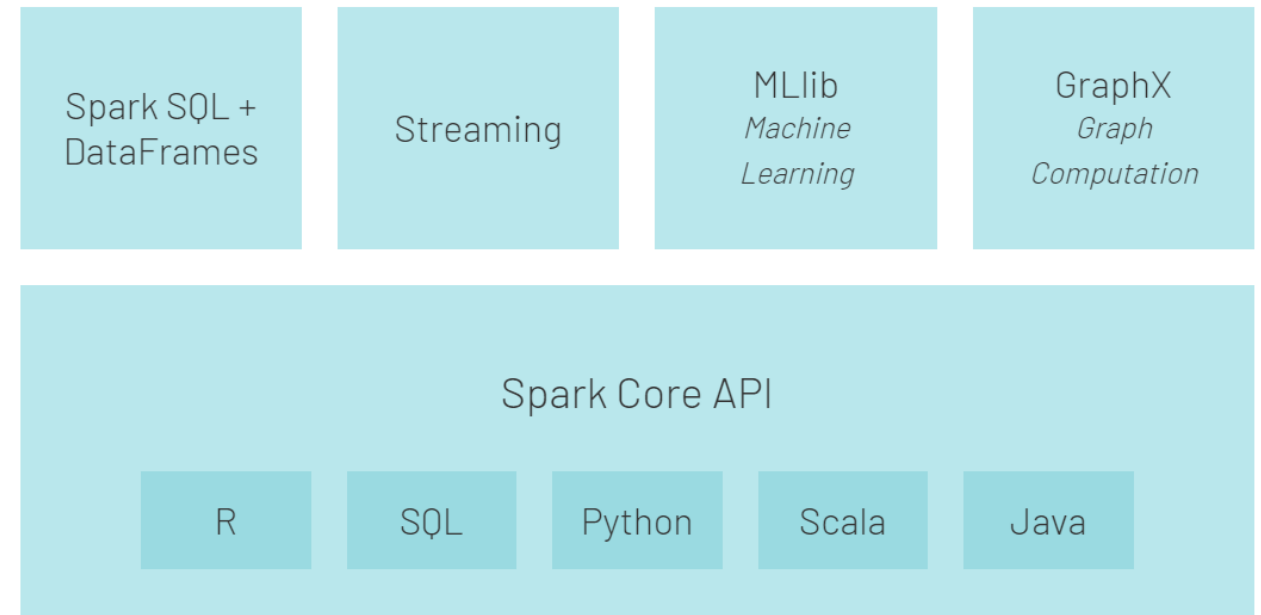 Spark SQL +
DataFrames
Streaming
MLlib
Machine
Learning
GraphX
Graph
Computation
Spark Core API
R
SQL
Python
Scala
Java